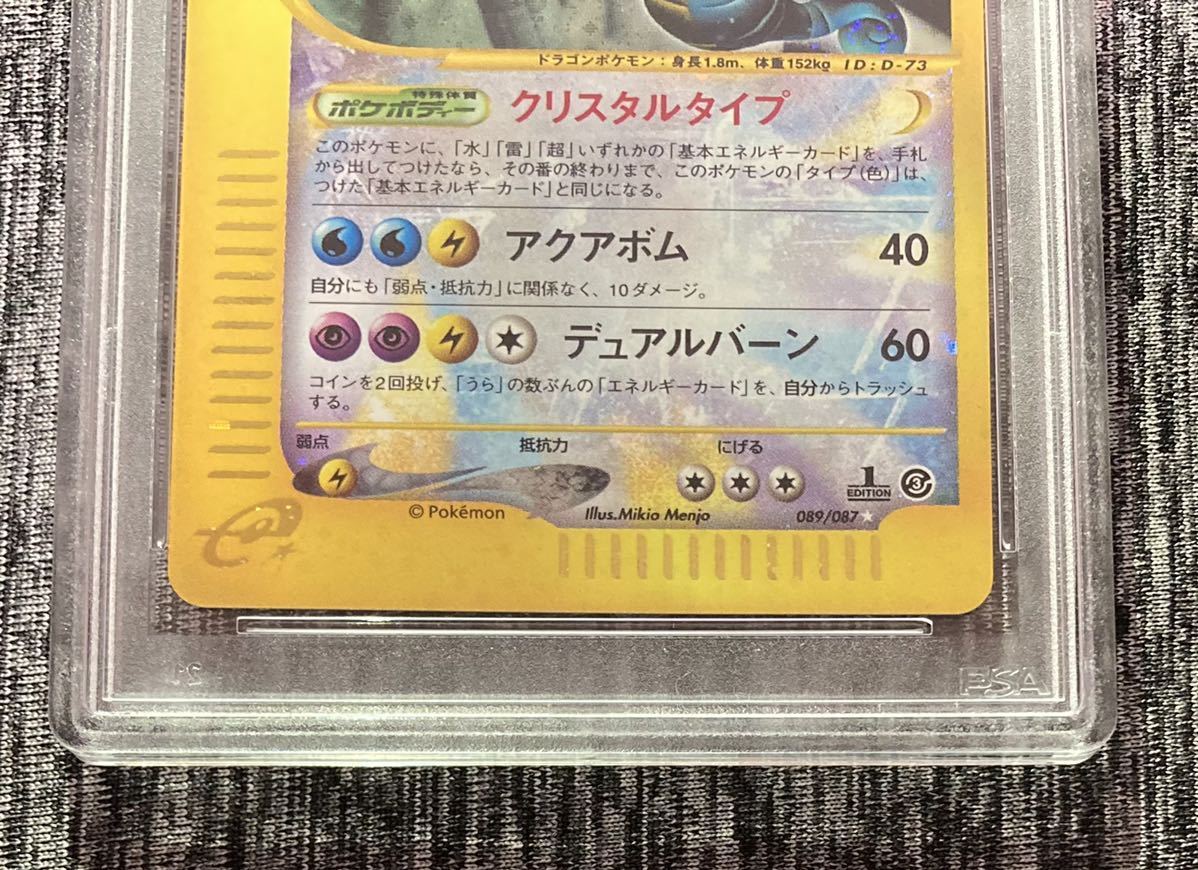 ドラゴンポケモン：身長1.8m、体重152kg ID：D-73
特殊体質
ポケボディー クリスタルタイプ
このポケモンに、「水」「雷」「超」いずれかの「基本エネルギーカード」を、手札
から出してつけたなら、その番の終わりまで、このポケモンの「タイプ（色）」は、
つけた「基本エネルギーカード」と同じになる。
アクアボム 40
自分にも「弱点・抵抗力」に関係なく、10ダメージ。
デュアルバーン 60
コインを2回投げ、「うら」の数ぶんの「エネルギーカード」を、自分からトラッシュ
する。
弱点 抵抗力 にげる
1
EDITION
3
© Pokémon Illus.Mikio Menjo 089/087★
e
PSA